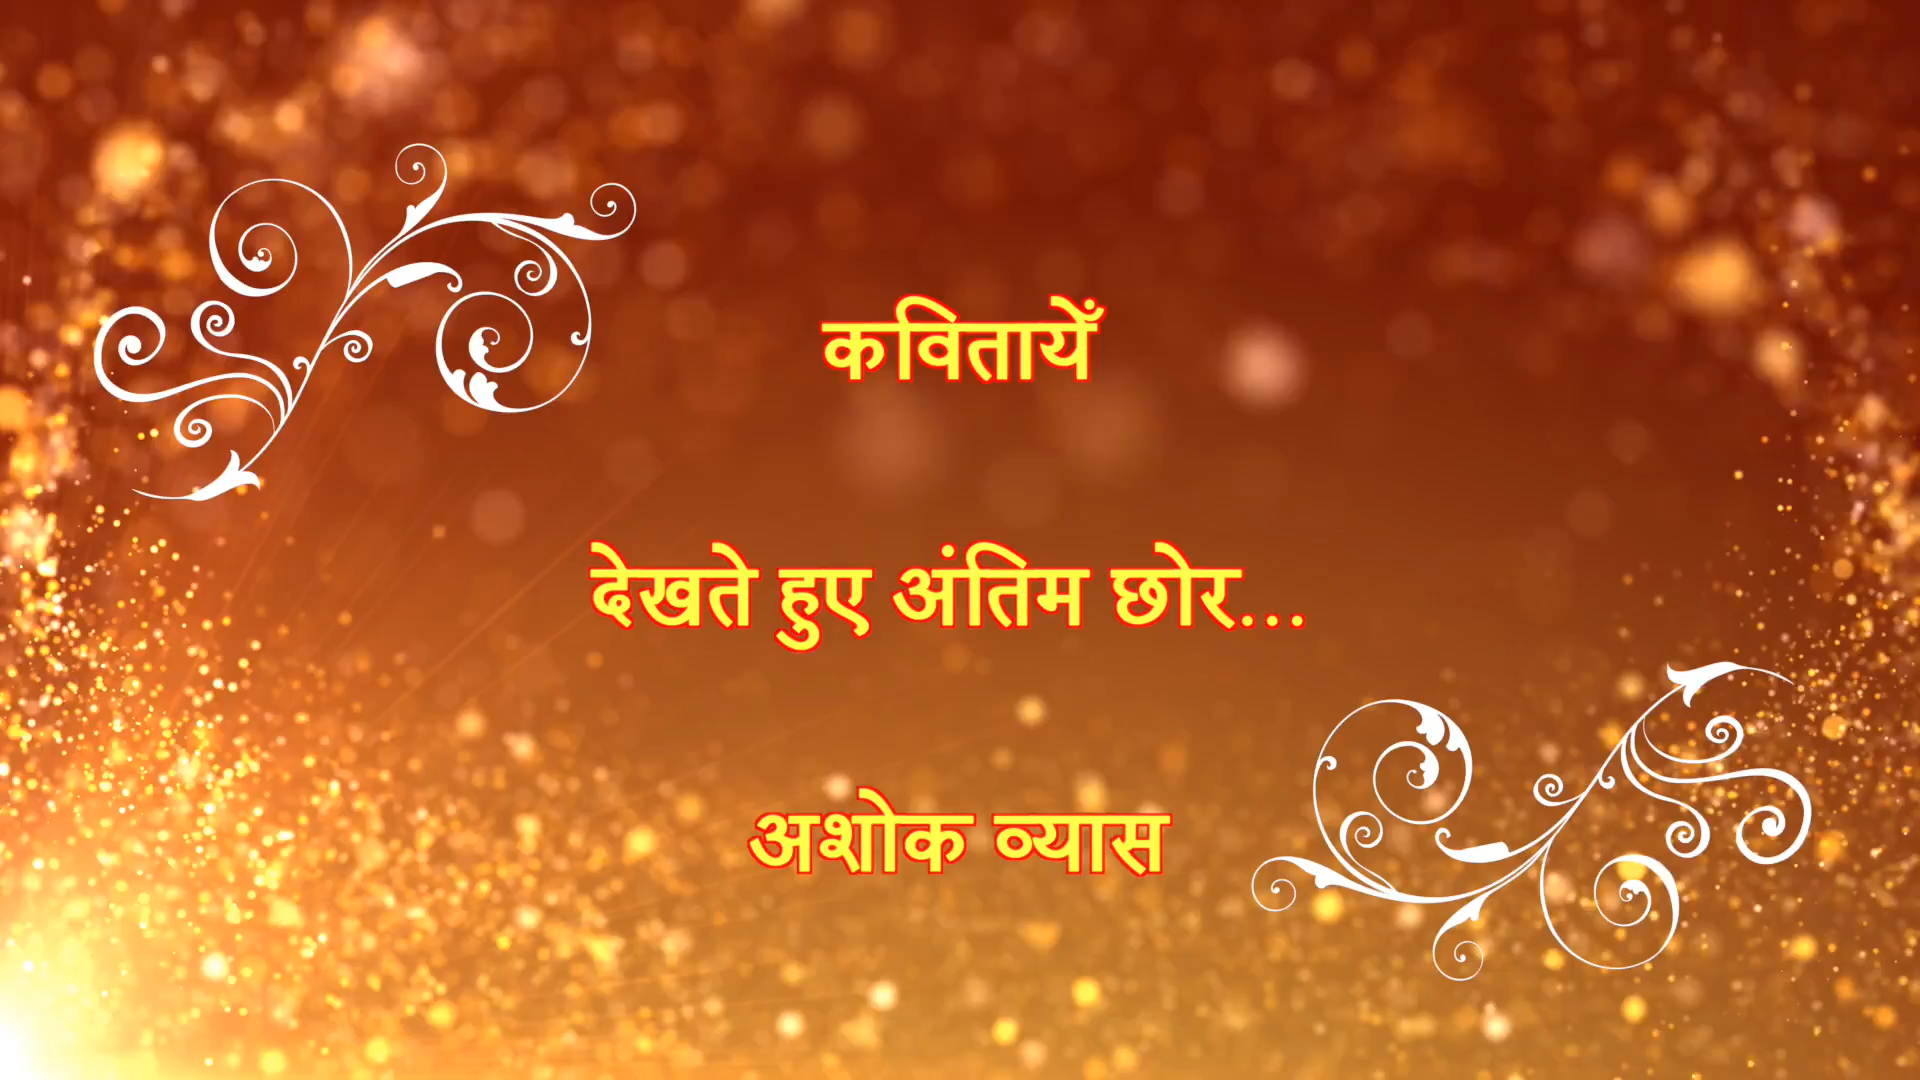 कवितायेँ
देखते हुए अंतिम छोर...
अशोक व्यास